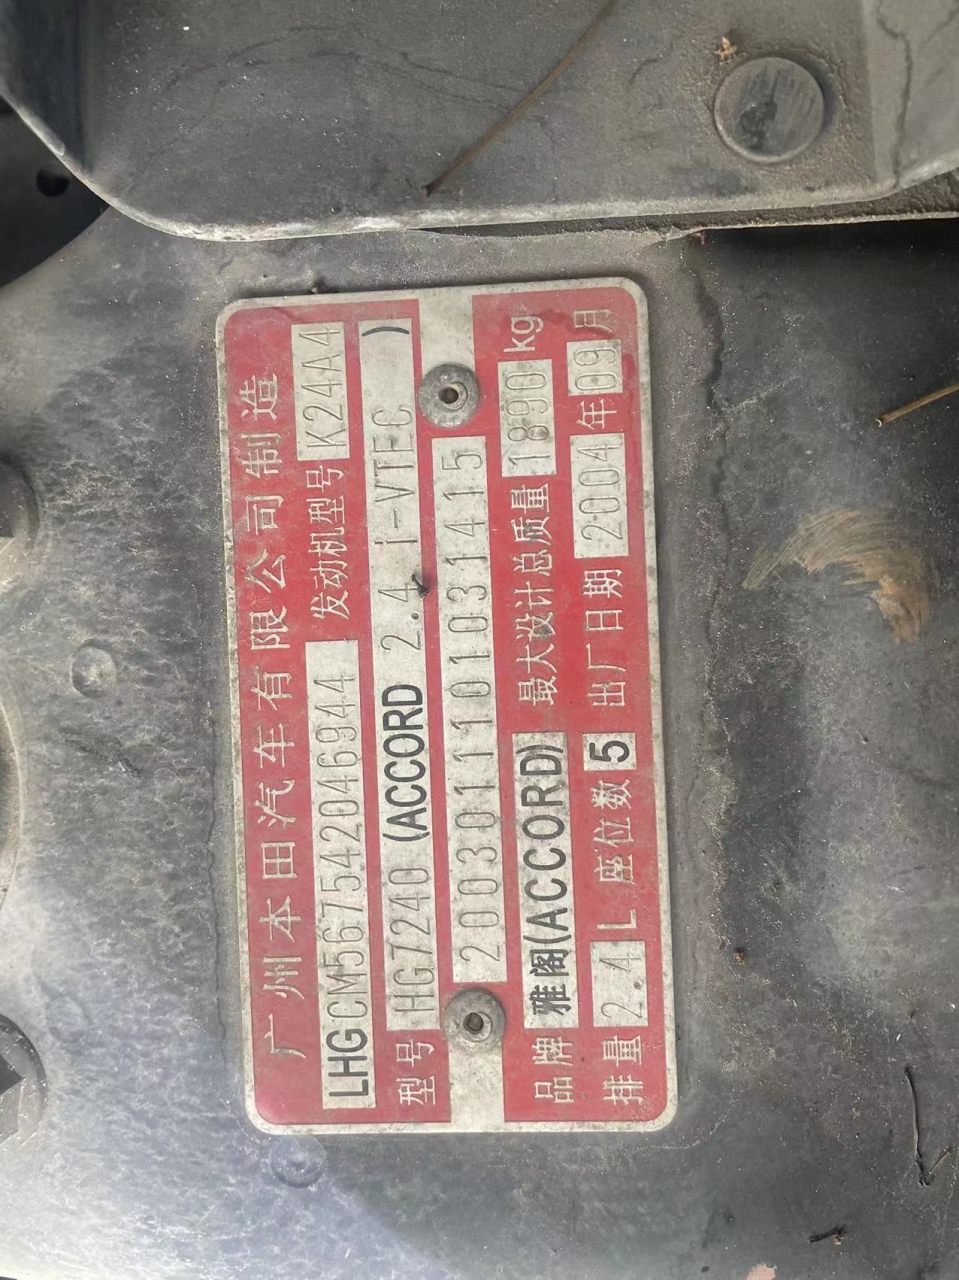 广州本田汽车有限公司制造
LHGCM567542046944 发动机型号 K24A4
型号 HG7240 (ACCORD 2.4 i-VTEC )
2003011101031415
品牌 雅阁(ACCORD) 最大设计总质量 1890 kg
排量 2.4 L 座位数 5 出厂日期 2004 年 09 月